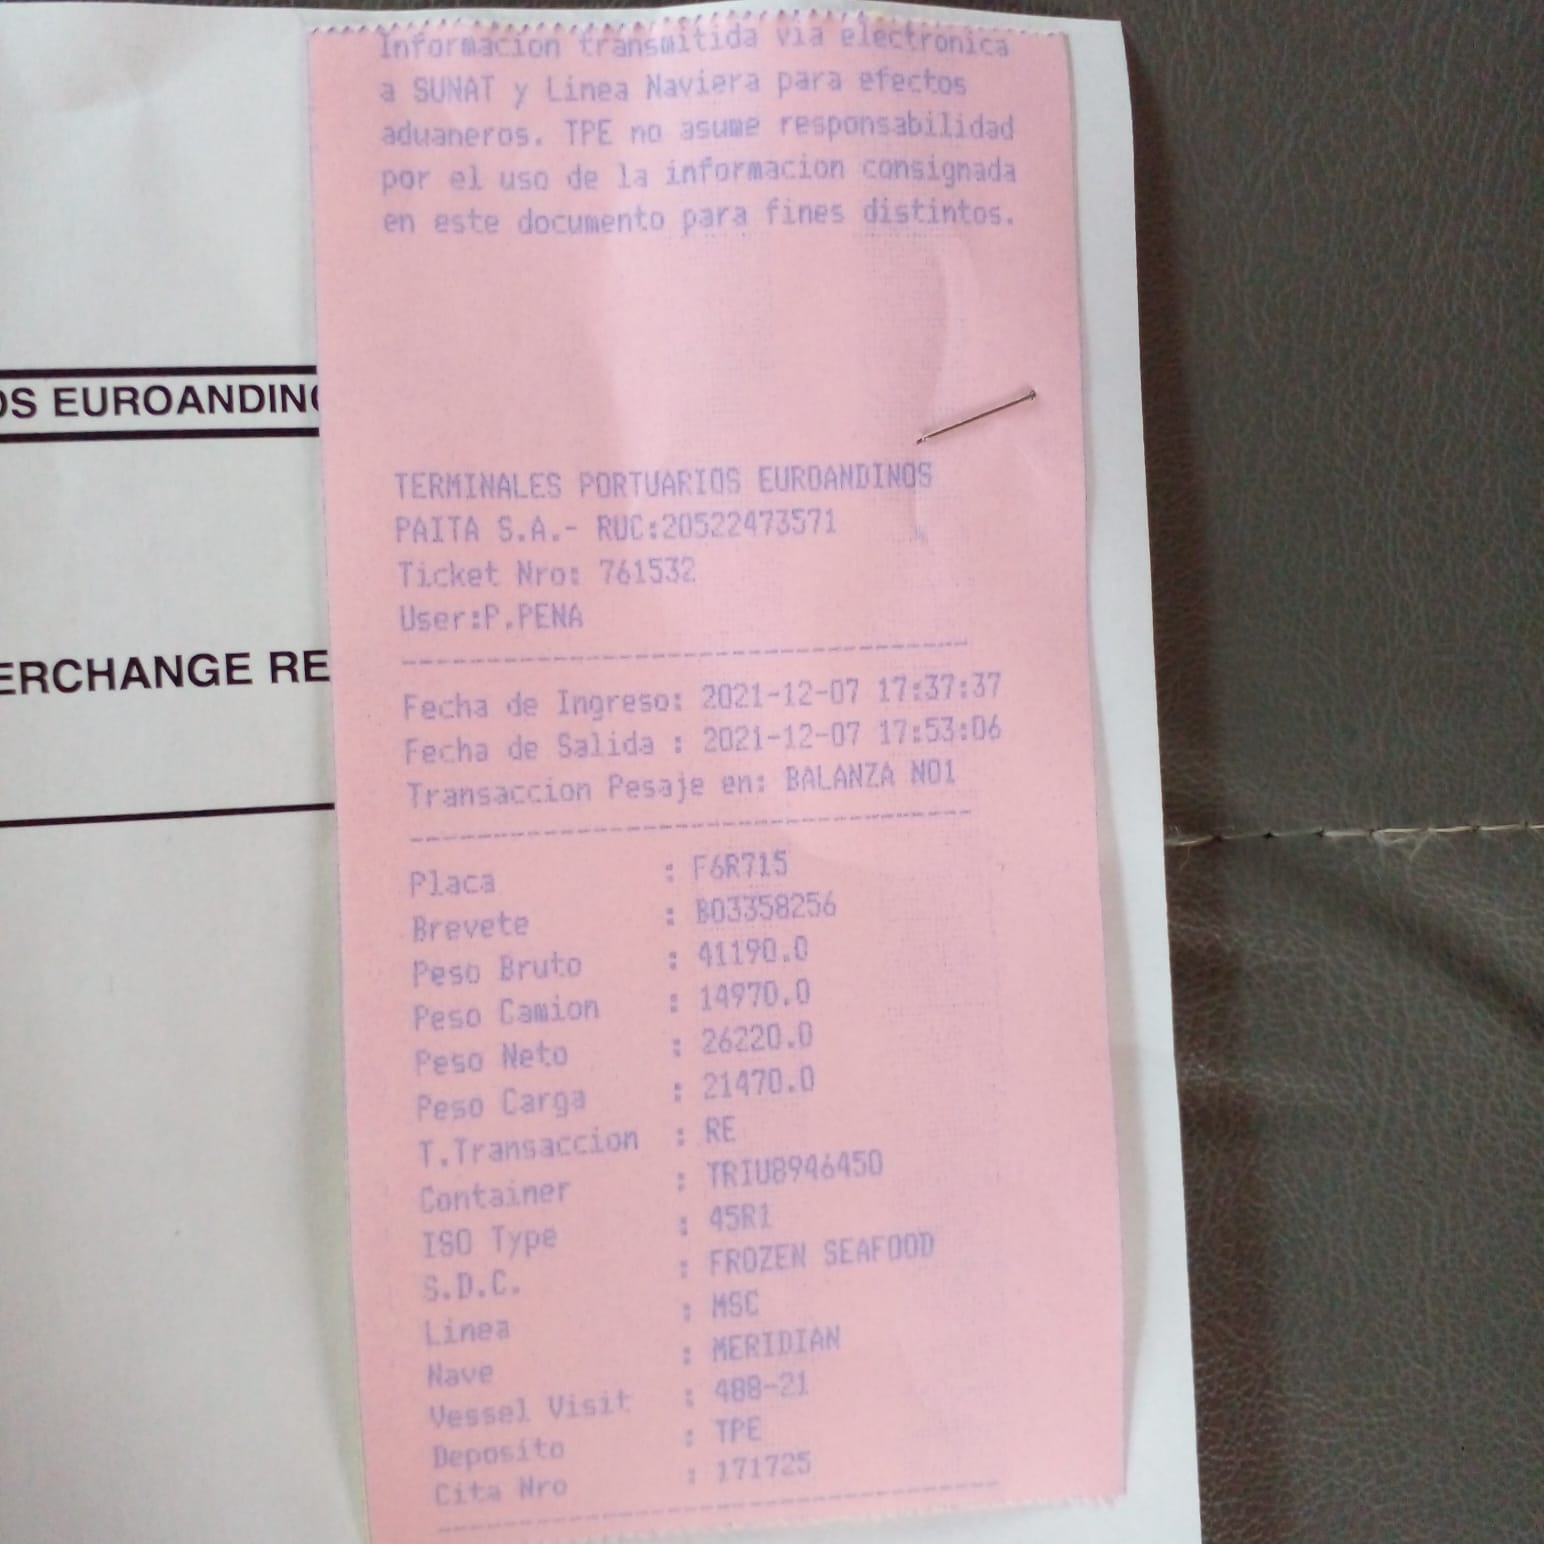 Informacion transmitida via electronica
a SUNAT y Linea Naviera para efectos
aduaneros. TPE no asume responsabilidad
por el uso de la informacion consignada
en este documento para fines distintos.
OS EUROANDINO
TERMINALES PORTUARIOS EUROANDINOS
PAITA S.A.- RUC:20522473571
Ticket Nro: 761532
User:P.PENA
ERCHANGE RE
Fecha de Ingreso: 2021-12-07 17:37:37
Fecha de Salida : 2021-12-07 17:53:06
Transaccion Pesaje en: BALANZA NO1
Placa : F6R715
Brevete : B03358256
Peso Bruto : 41190.0
Peso Camion : 14970.0
Peso Neto : 26220.0
Peso Carga : 21470.0
T.Transaccion : RE
Container : TRIU8946450
ISO Type : 45R1
S.D.C. : FROZEN SEAFOOD
Linea : MSC
Nave : MERIDIAN
Vessel Visit : 488-21
Deposito : TPE
Cita Nro : 171725